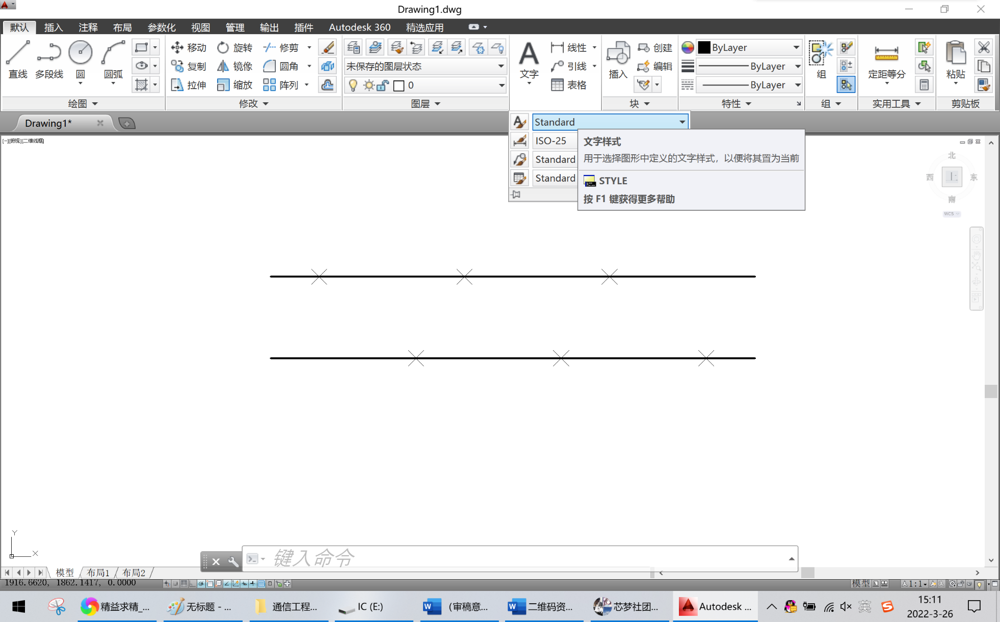 Drawing1.dwg
默认 插入 注释 布局 参数化 视图 管理 输出 插件 Autodesk 360 精选应用
直线 多段线 圆 圆弧
移动 旋转 修剪
复制 镜像 圆角
拉伸 缩放 阵列
未保存的图层状态
0
文字
线性
引线
表格
插入
创建
编辑
ByLayer
ByLayer
ByLayer
组
定距等分
粘贴
绘图 修改 图层 块 特性 组 实用工具 剪贴板
Drawing1*
Standard
ISO-25
Standard
Standard
文字样式
用于选择图形中定义的文字样式，以便将其置为当前
STYLE
按 F1 键获得更多帮助
[−][俯视][二维线框]
北
西 东
南
WCS
Y
X
键入命令
模型 布局1 布局2
1916.6620, 1862.1417, 0.0000
模型
1:1
精益求精_...
无标题 - ...
通信工程...
IC (E:)
（审稿意...
二维码资...
芯梦社团...
Autodesk ...
英
15:11
2022-3-26